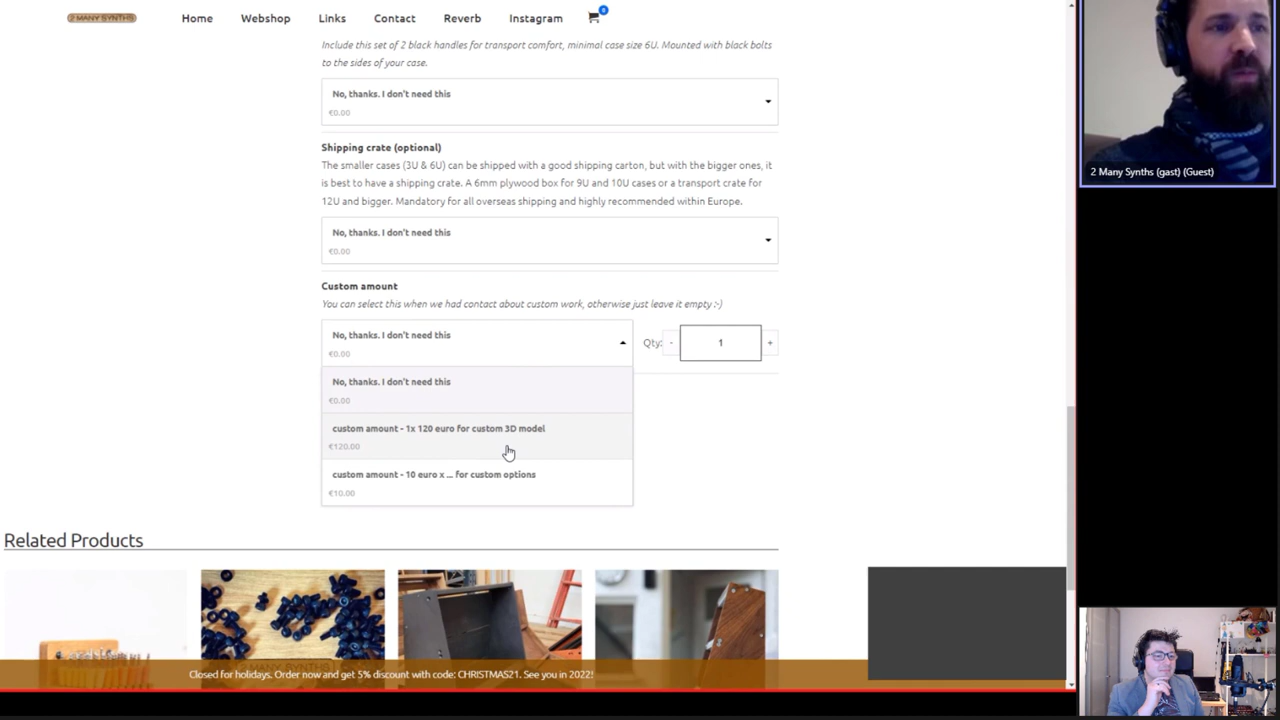 2 MANY SYNTHS
Home
Webshop
Links
Contact
Reverb
Instagram
0
Include this set of 2 black handles for transport comfort, minimal case size 6U. Mounted with black bolts
to the sides of your case.
No, thanks. I don't need this
€0.00
Shipping crate (optional)
The smaller cases (3U & 6U) can be shipped with a good shipping carton, but with the bigger ones, it
is best to have a shipping crate. A 6mm plywood box for 9U and 10U cases or a transport crate for
12U and bigger. Mandatory for all overseas shipping and highly recommended within Europe.
No, thanks. I don't need this
€0.00
Custom amount
You can select this when we had contact about custom work, otherwise just leave it empty :-)
No, thanks. I don't need this
€0.00
Qty: - 1 +
No, thanks. I don't need this
€0.00
custom amount - 1x 120 euro for custom 3D model
€120.00
custom amount - 10 euro x ... for custom options
€10.00
Related Products
2 MANY SYNTHS
Closed for holidays. Order now and get 5% discount with code: CHRISTMAS21. See you in 2022!
2 Many Synths (gast) (Guest)